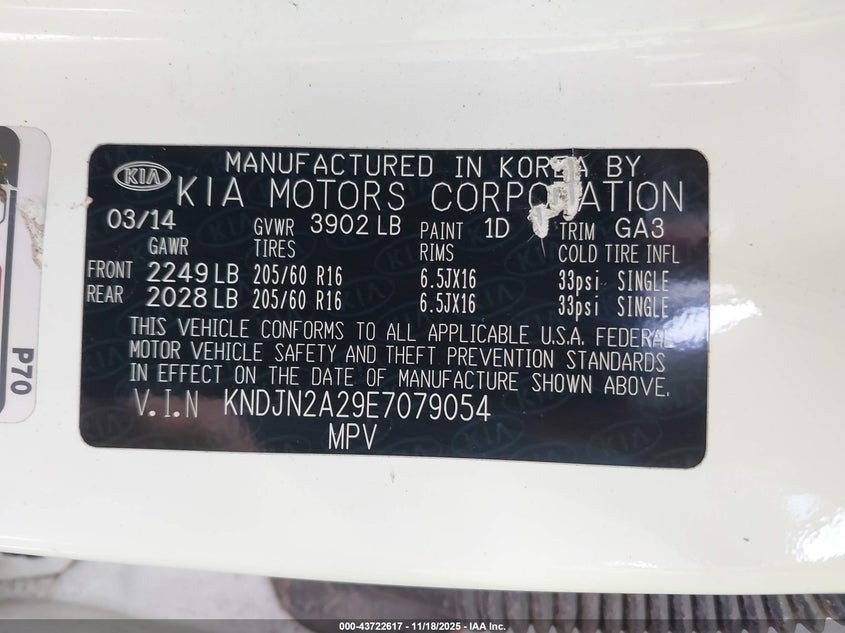 MANUFACTURED IN KOREA BY
KIA KIA MOTORS CORPORATION
03/14 GVWR 3902 LB PAINT 1D TRIM GA3
GAWR TIRES RIMS COLD TIRE INFL
FRONT 2249 LB 205/60 R16 6.5JX16 33psi SINGLE
REAR 2028 LB 205/60 R16 6.5JX16 33psi SINGLE
THIS VEHICLE CONFORMS TO ALL APPLICABLE U.S.A. FEDERAL
MOTOR VEHICLE SAFETY AND THEFT PREVENTION STANDARDS
IN EFFECT ON THE DATE OF MANUFACTURE SHOWN ABOVE.
V.I.N KNDJN2A29E7079054
MPV
P70
000-43722617 - 11/18/2025 - IAA Inc.